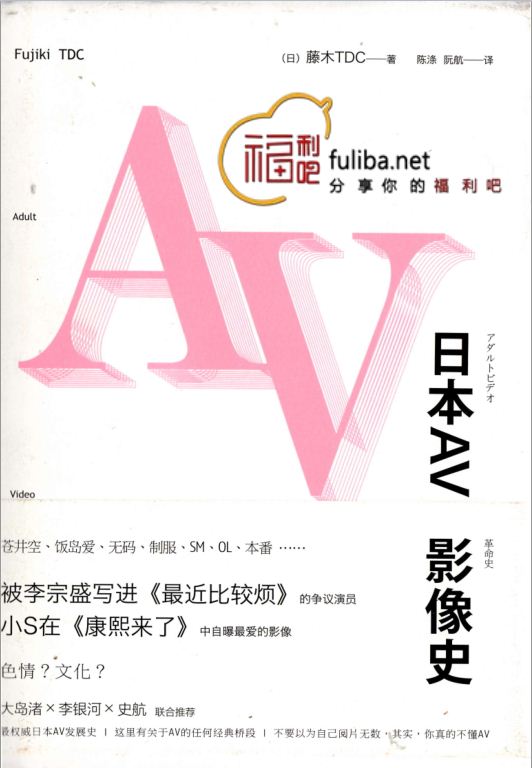 Fujiki TDC
(日) 藤木TDC——著 陈涤 阮航——译
福利吧
fuliba.net
分享你的福利吧
Adult
AV
Video
アダルトビデオ
日本AV
革命史
影像史
苍井空、饭岛爱、无码、制服、SM、OL、本番 ……
被李宗盛写进《最近比较烦》的争议演员
小S在《康熙来了》中自曝最爱的影像
色情?文化?
大岛渚×李银河×史航 联合推荐
最权威日本AV发展史 | 这里有关于AV的任何经典桥段 | 不要以为自己阅片无数,其实,你真的不懂AV